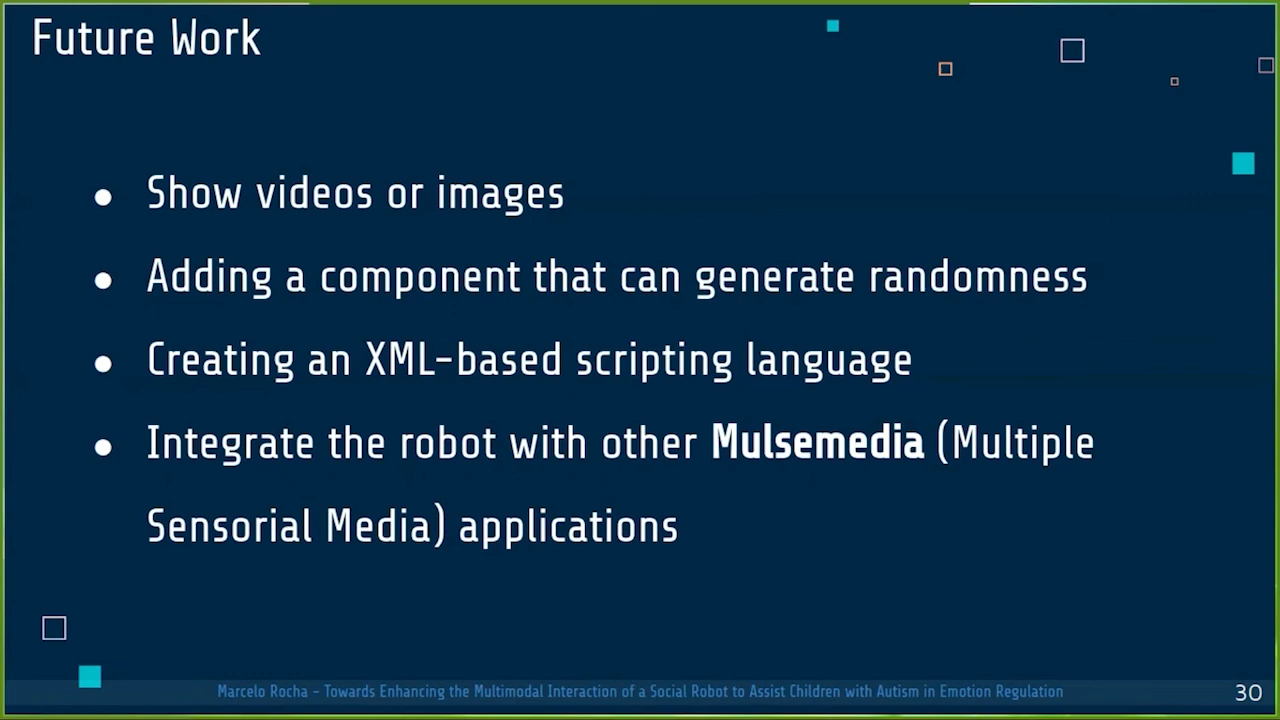 Future Work
● Show videos or images
● Adding a component that can generate randomness
● Creating an XML-based scripting language
● Integrate the robot with other Mulsemedia (Multiple
Sensorial Media) applications
Marcelo Rocha - Towards Enhancing the Multimodal Interaction of a Social Robot to Assist Children with Autism in Emotion Regulation
30